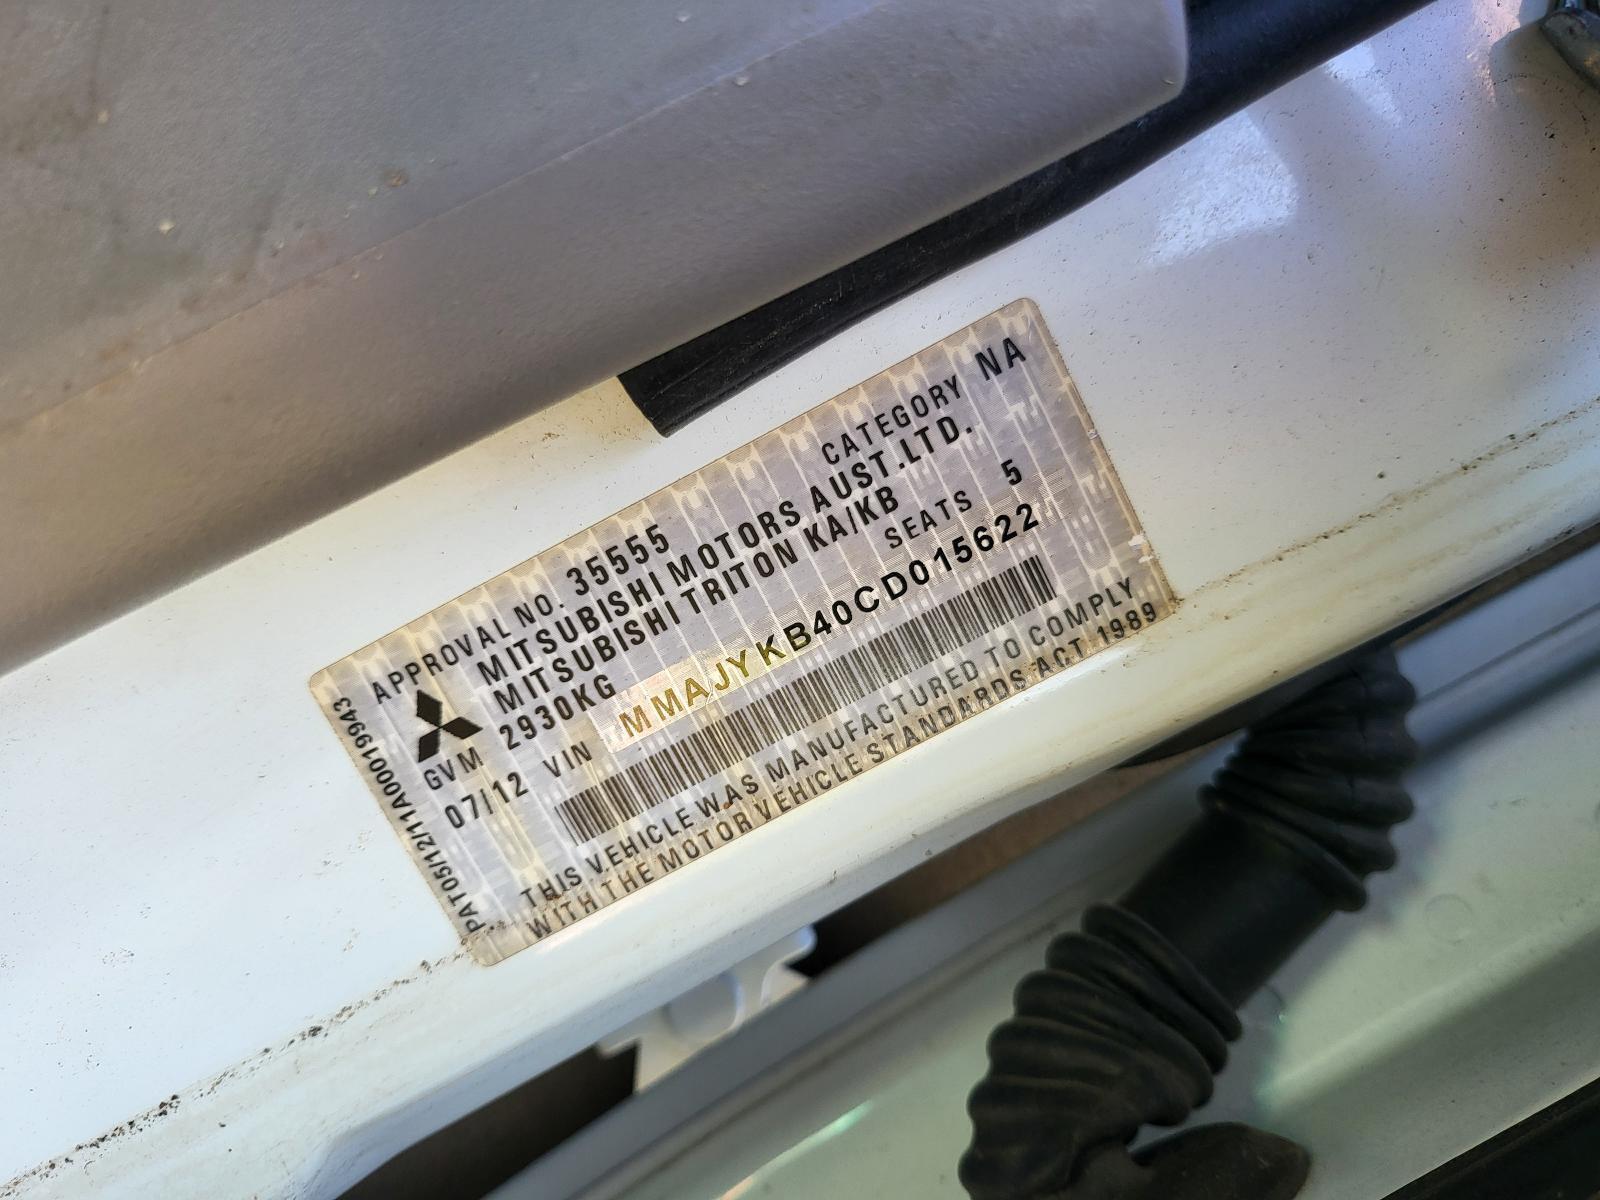 APPROVAL NO. 35555 CATEGORY NA
MITSUBISHI MOTORS AUST.LTD.
MITSUBISHI TRITON KA/KB
GVM 2930KG SEATS 5
07/12 VIN MMAJYKB40CD015622
THIS VEHICLE WAS MANUFACTURED TO COMPLY
WITH THE MOTOR VEHICLE STANDARDS ACT 1989
PAT05/12/11A00019943